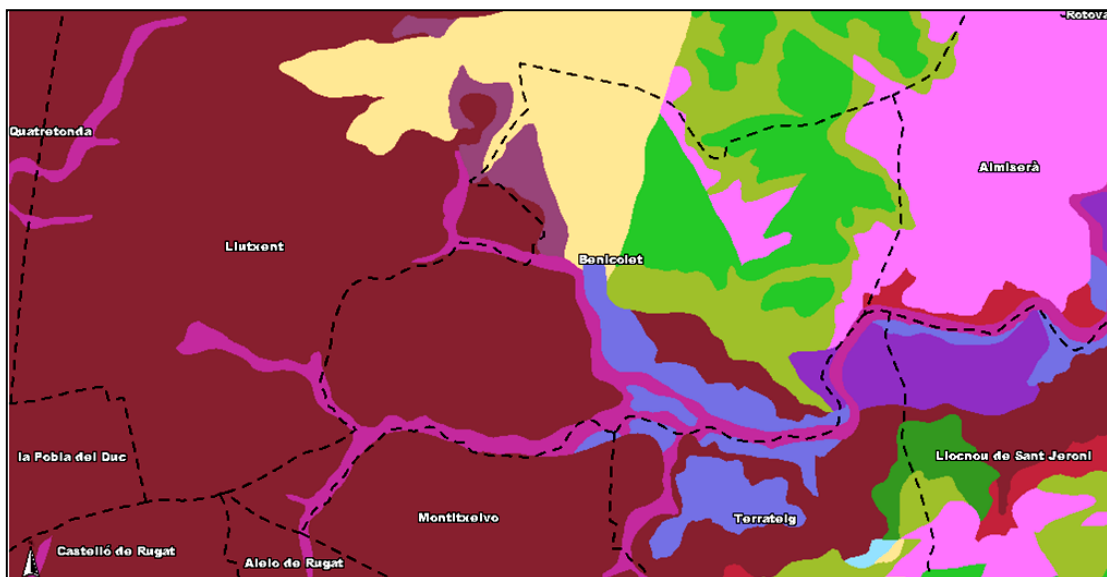 Rotova
Quatretonda
Almiserà
Llutxent
Benicolet
la Pobla del Duc
Llocnou de Sant Jeroni
Montitxelvo
Terrateig
Castelló de Rugat
Aielo de Rugat